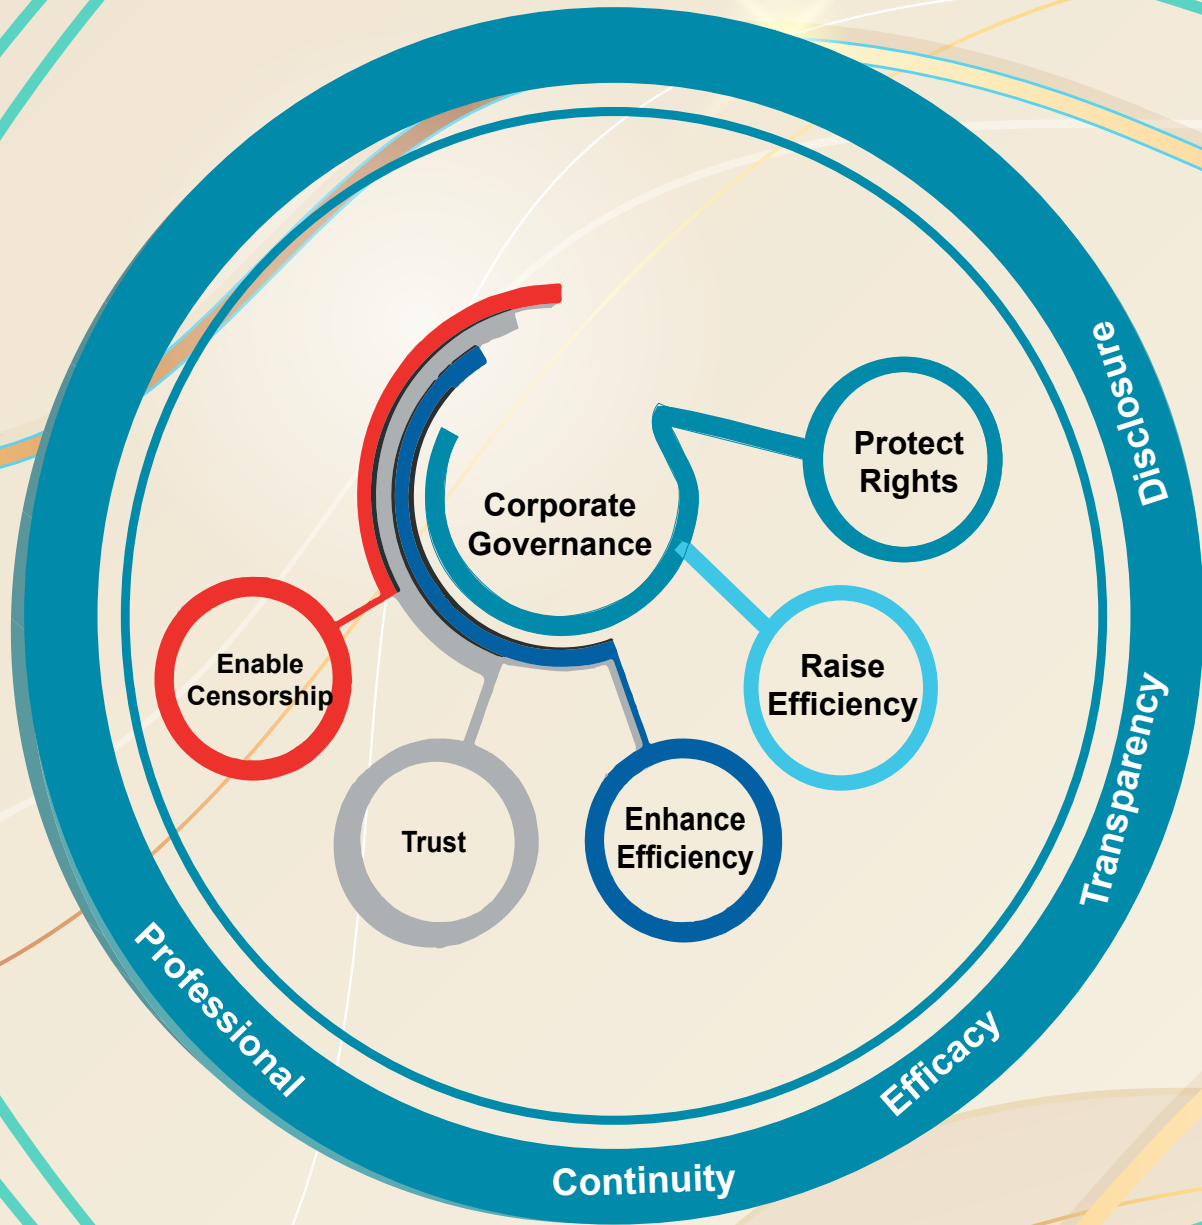 Corporate
Governance
Protect
Rights
Raise
Efficiency
Enhance
Efficiency
Trust
Enable
Censorship
Disclosure
Transparency
Efficacy
Continuity
Professional